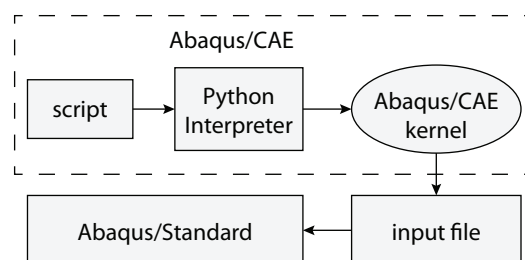 Abaqus/CAE
script
Python
Interpreter
Abaqus/CAE
kernel
Abaqus/Standard
input file